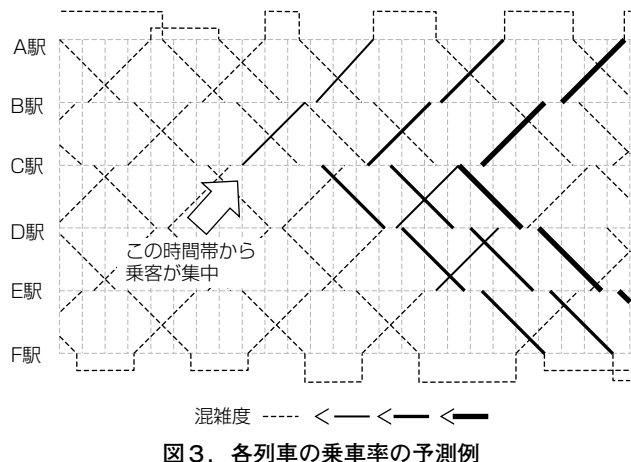 A駅
B駅
C駅
D駅
この時間帯から
乗客が集中
E駅
F駅
混雑度
図3．各列車の乗車率の予測例